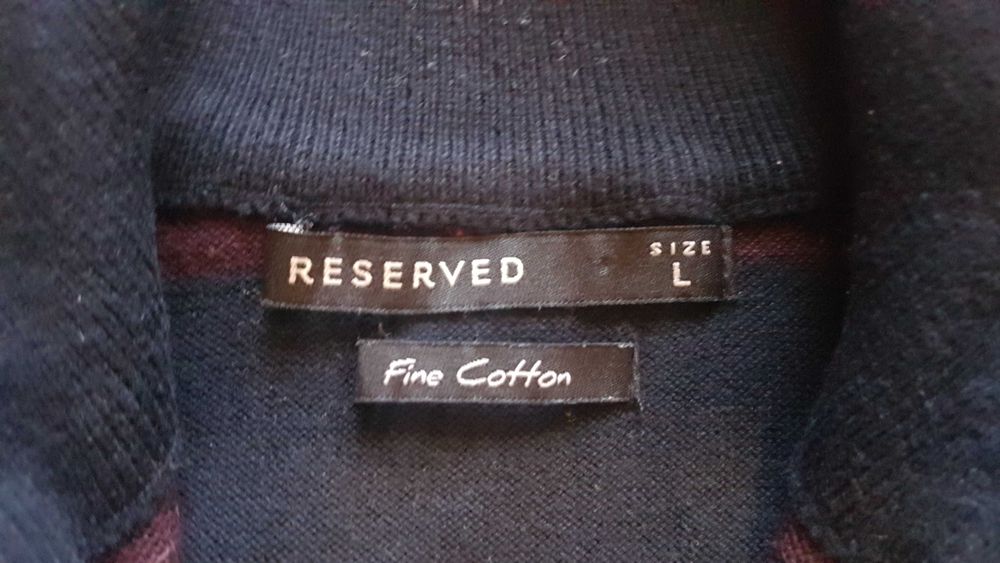 RESERVED
SIZE
L
Fine Cotton